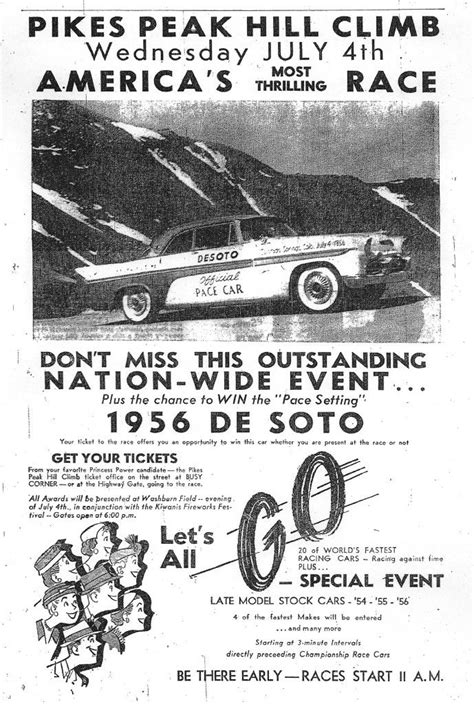 PIKES PEAK HILL CLIMB
Wednesday JULY 4th
AMERICA'S MOST THRILLING RACE
DESOTO
Official
PACE CAR
July 4-1956
DON'T MISS THIS OUTSTANDING
NATION-WIDE EVENT...
Plus the chance to WIN the "Pace Setting"
1956 DE SOTO
Your ticket to the race offers you an opportunity to win this car whether you are present at the race or not
GET YOUR TICKETS
From your favorite Princess Power candidate — the Pikes
Peak Hill Climb ticket office on the street at BUSY
CORNER — or at the Highway Gate, going to the race.
All Awards will be presented at Washburn Field — evening
of July 4th., in conjunction with the Kiwanis Fireworks Fes-
tival — Gates open at 6:00 p.m.
Let's
All
GO
20 of WORLD'S FASTEST
RACING CARS — Racing against time
PLUS...
— SPECIAL EVENT
LATE MODEL STOCK CARS - '54 - '55 - '56
4 of the fastest Makes will be entered
...and many more
Starting at 3-minute Intervals
directly preceeding Championship Race Cars
BE THERE EARLY — RACES START 11 A.M.